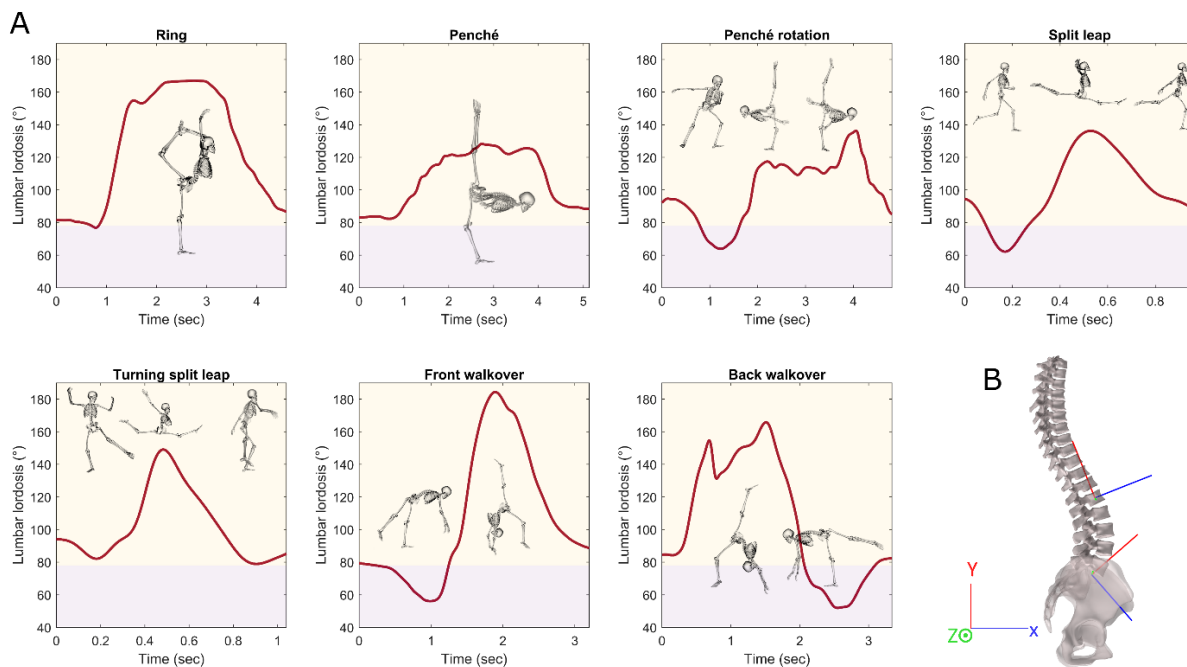 A
Ring
Lumbar lordosis (°)
180
160
140
120
100
80
60
40
0 1 2 3 4
Time (sec)
Penché
Lumbar lordosis (°)
180
160
140
120
100
80
60
40
0 1 2 3 4 5
Time (sec)
Penché rotation
Lumbar lordosis (°)
180
160
140
120
100
80
60
40
0 1 2 3 4
Time (sec)
Split leap
Lumbar lordosis (°)
180
160
140
120
100
80
60
40
0 0.2 0.4 0.6 0.8
Time (sec)
Turning split leap
Lumbar lordosis (°)
180
160
140
120
100
80
60
40
0 0.2 0.4 0.6 0.8 1
Time (sec)
Front walkover
Lumbar lordosis (°)
180
160
140
120
100
80
60
40
0 1 2 3
Time (sec)
Back walkover
Lumbar lordosis (°)
180
160
140
120
100
80
60
40
0 1 2 3
Time (sec)
B
Y
Z
X